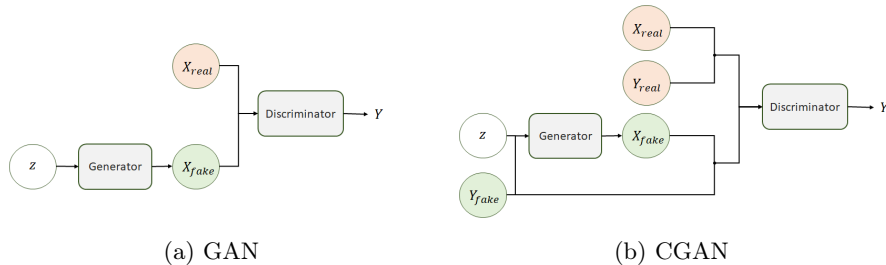 X_real
Discriminator
Y
z
Generator
X_fake
(a) GAN
X_real
Y_real
Discriminator
Y
z
Generator
X_fake
Y_fake
(b) CGAN